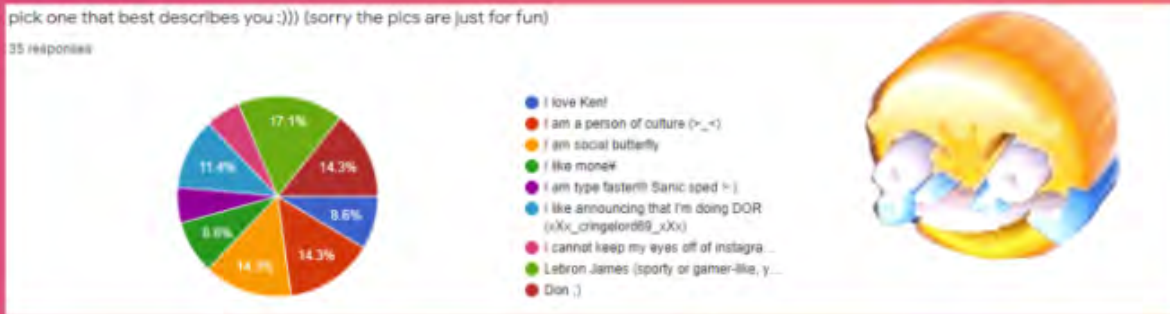 pick one that best describes you :))) (sorry the pics are just for fun)
35 responses
17.1%
11.4%
14.3%
8.6%
8.6%
14.3%
14.3%
I love Ken!
I am a person of culture (>_<)
I am social butterfly
I like mone¥
I am type faster!!! Sanic sped >:)
I like announcing that I'm doing DOR
(xXx_cringelord69_xXx)
I cannot keep my eyes off of instagra...
Lebron James (sporty or gamer-like, y...
Don ;)